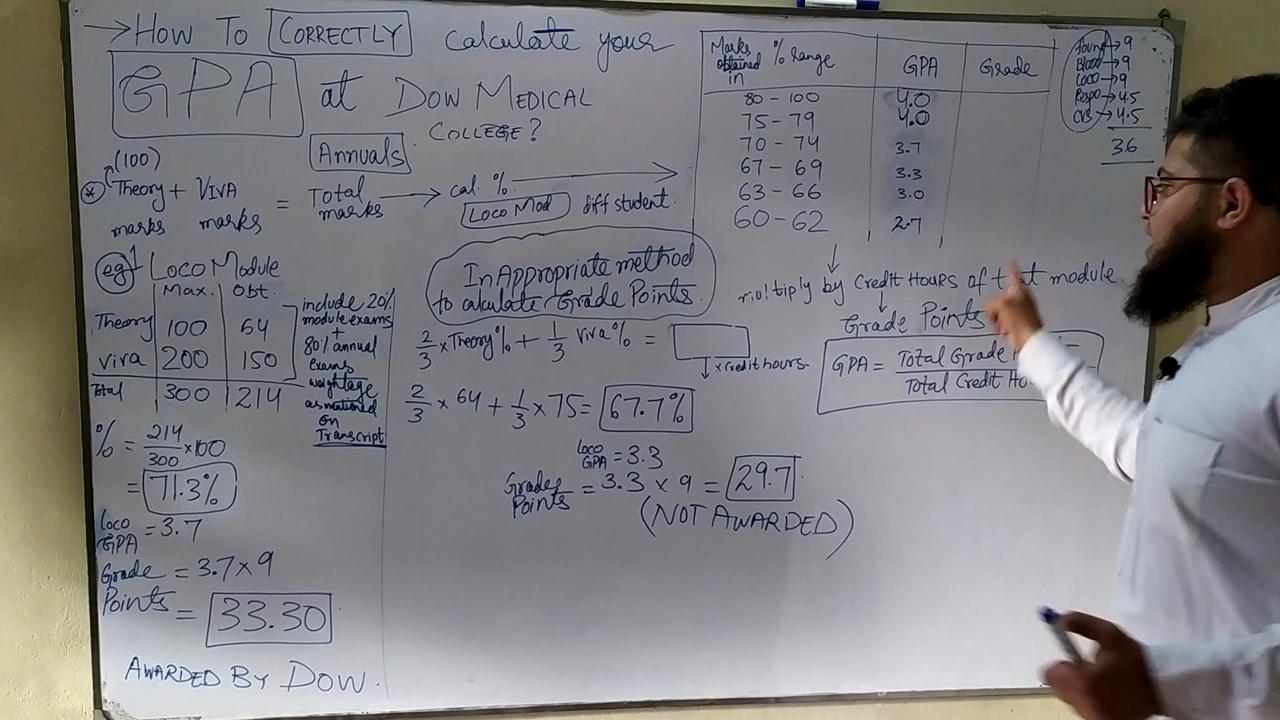 → HOW TO CORRECTLY calculate your
GPA at DOW MEDICAL
COLLEGE?
Annuals
(100)
* Theory + VIVA = Total → cal. % →
marks marks marks
Loco Mod diff student.
eg LOCO Module
Max. Obt.
Theory 100 64
viva 200 150
Total 300 214
include 20%
module exams
+
80% annual
exams
weightage
on
Transcript
% = 214/300 × 100
= 71.3%
Loco
GPA = 3.7
Grade = 3.7 × 9
Points = 33.30
AWARDED BY DOW.
InAppropriate method
to calculate Grade Points.
2/3 × Theory % + 1/3 viva % =
↓ × credit hours.
2/3 × 64 + 1/3 × 75 = 67.7%
Loco
GPA = 3.3
Grade
Points = 3.3 × 9 = 29.7
(NOT AWARDED)
Marks
obtained
in % range GPA Grade
80 - 100 4.0
75 - 79 4.0
70 - 74 3.7
67 - 69 3.3
63 - 66 3.0
60 - 62 2.7
↓
multiply by Credit Hours of module.
↓
Grade Points
GPA = Total Grade
Total Credit
Found → 9
Blood → 9
Loco → 9
Respo → 4.5
CVS → 4.5
36